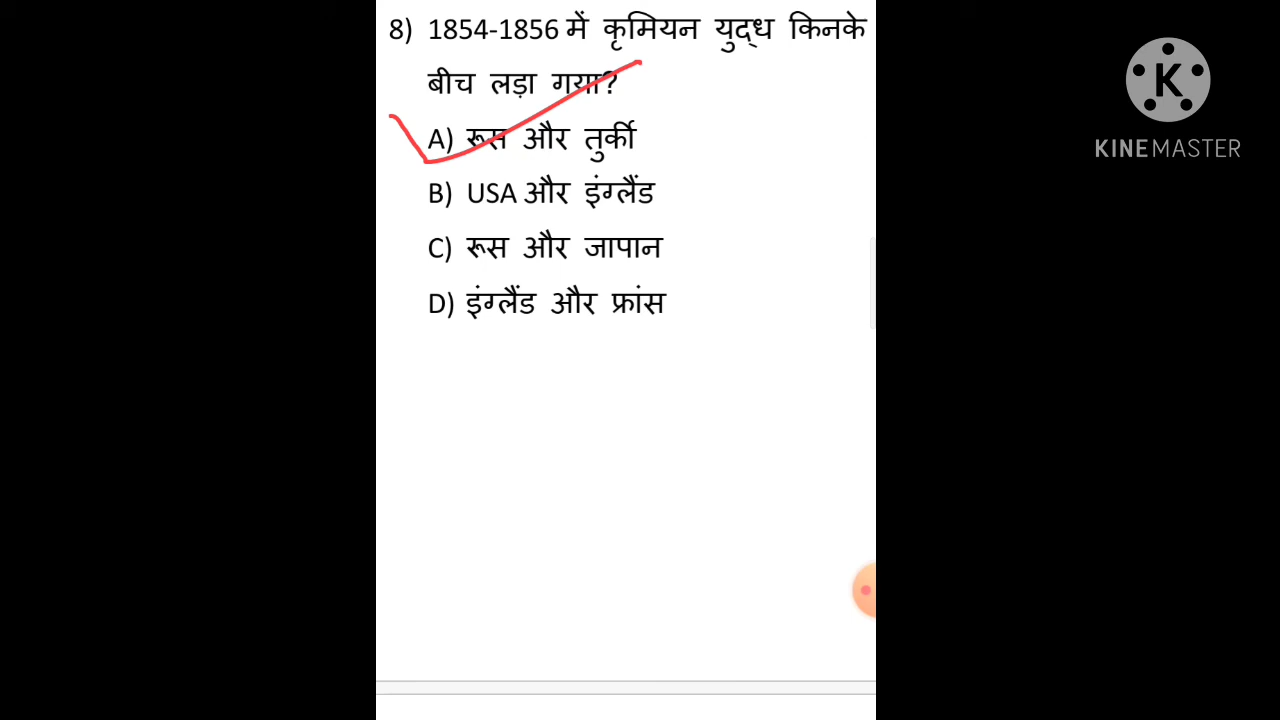 8) 1854-1856 में कृमियन युद्ध किनके
बीच लड़ा गया?
A) रूस और तुर्की
B) USA और इंग्लैंड
C) रूस और जापान
D) इंग्लैंड और फ्रांस
K
KINEMASTER